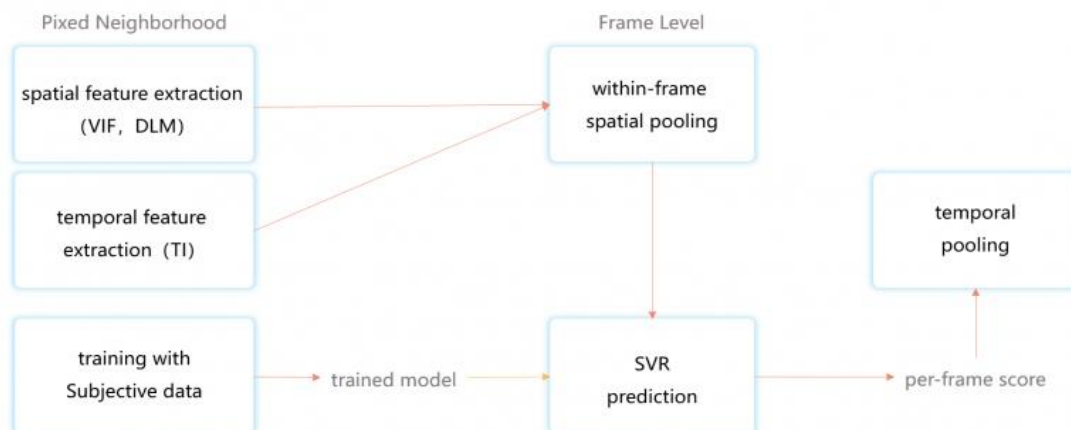 Pixed Neighborhood
Frame Level
spatial feature extraction
（VIF，DLM）
within-frame
spatial pooling
temporal feature
extraction（TI）
temporal
pooling
training with
Subjective data
trained model
SVR
prediction
per-frame score